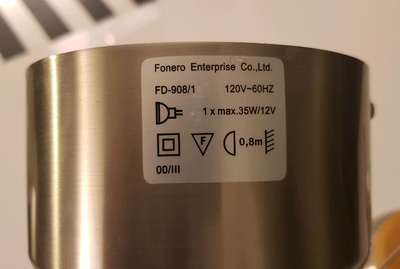 Fonero Enterprise Co.,Ltd.
FD-908/1 120V~60HZ
1 x max.35W/12V
F 0,8m
00/III